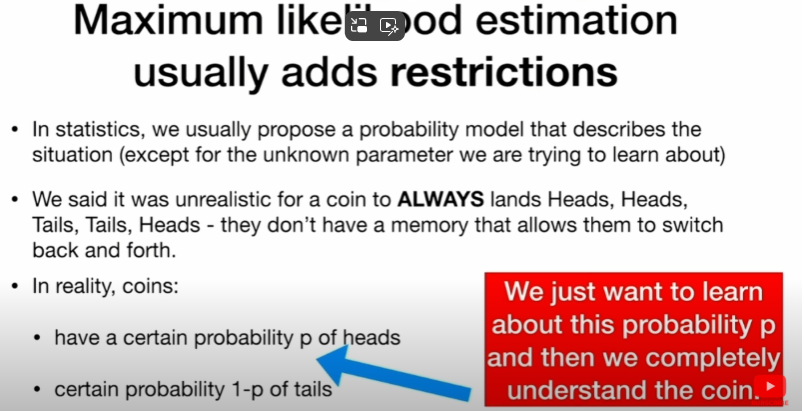 Maximum likelihood estimation
usually adds restrictions
• In statistics, we usually propose a probability model that describes the
situation (except for the unknown parameter we are trying to learn about)
• We said it was unrealistic for a coin to ALWAYS lands Heads, Heads,
Tails, Tails, Heads - they don't have a memory that allows them to switch
back and forth.
• In reality, coins:
• have a certain probability p of heads
• certain probability 1-p of tails
We just want to learn
about this probability p
and then we completely
understand the coin.